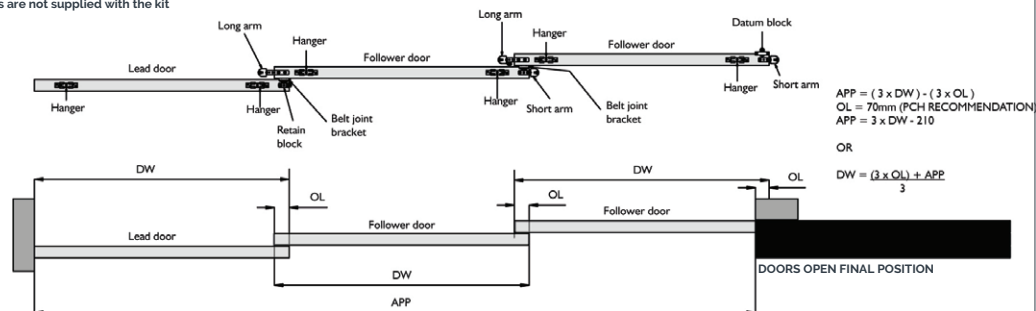 s are not supplied with the kit
Long arm
Hanger
Follower door
Long arm
Hanger
Follower door
Datum block
Lead door
Hanger
Hanger
Retain
block
Belt joint
bracket
Hanger
Short arm
Belt joint
bracket
Hanger
Short arm
APP = ( 3 x DW ) - ( 3 x OL )
OL = 70mm (PCH RECOMMENDATION
APP = 3 x DW - 210
OR
DW = (3 x OL) + APP
3
DW
OL
DW
OL
OL
Lead door
Follower door
Follower door
DW
APP
DOORS OPEN FINAL POSITION